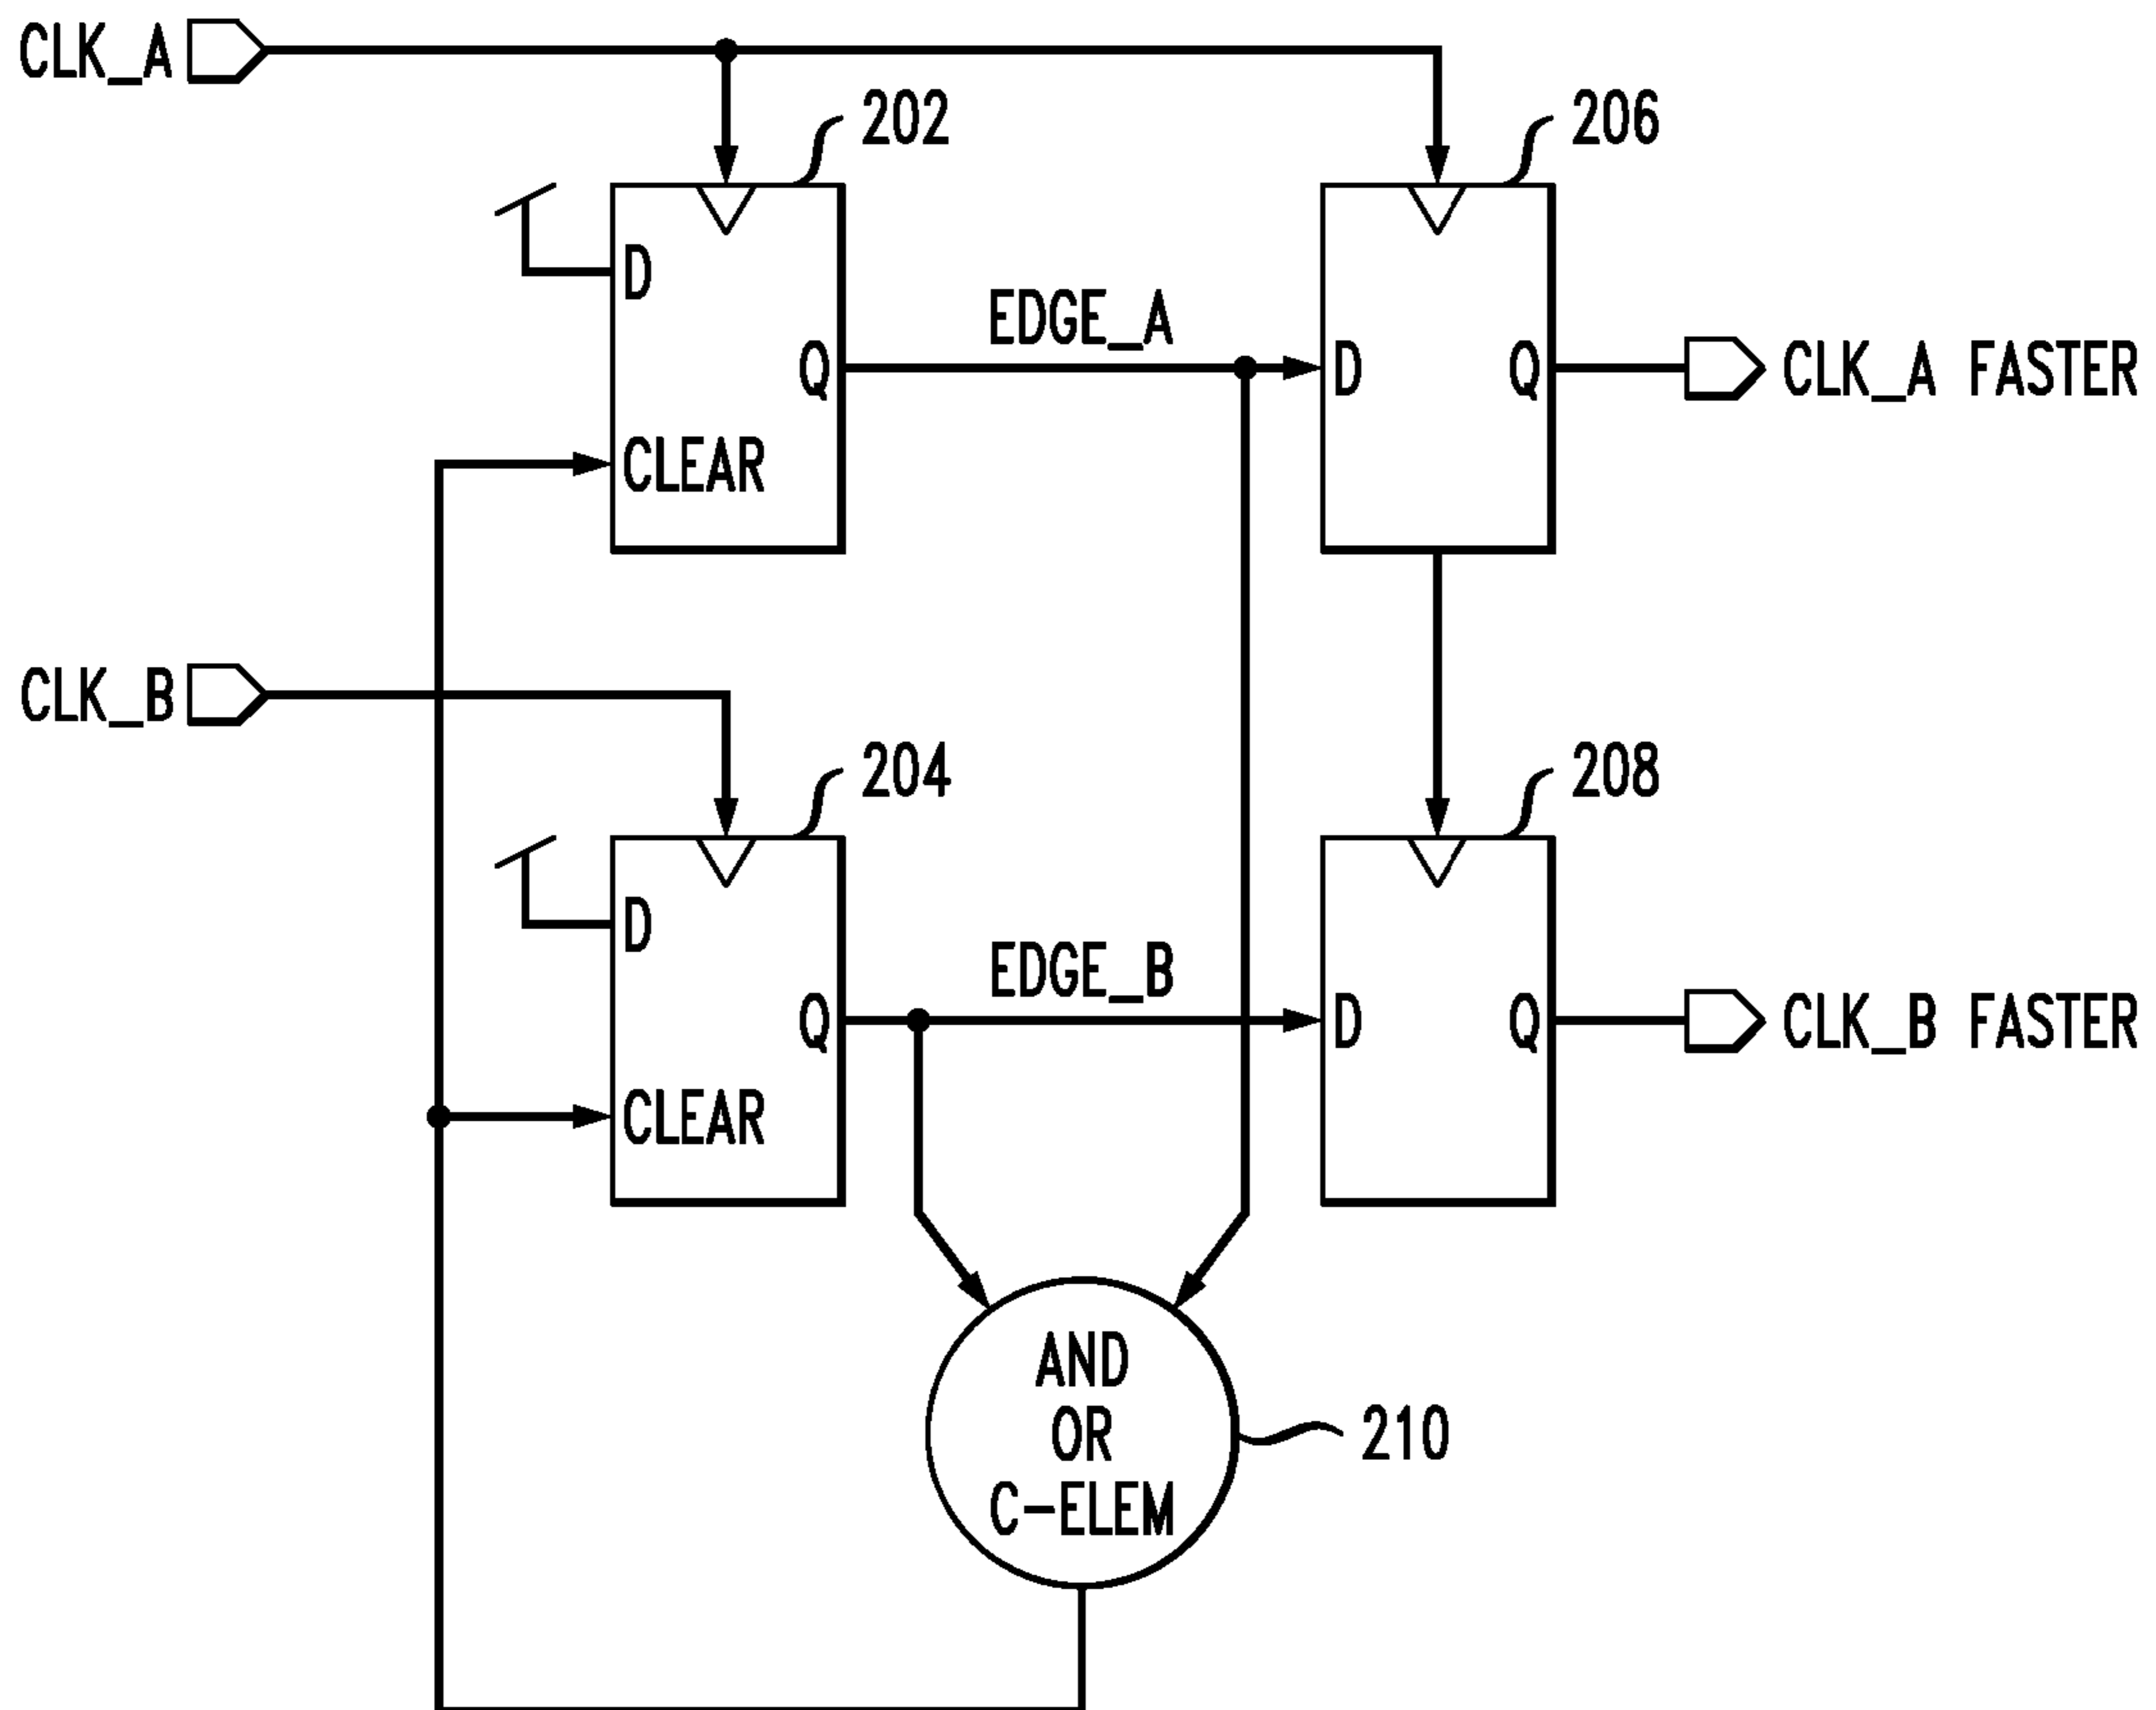 CLK_A
202
206
D
EDGE_A
Q
D
Q
CLK_A FASTER
CLEAR
CLK_B
204
208
D
EDGE_B
Q
D
Q
CLK_B FASTER
CLEAR
AND
OR
C-ELEM
210